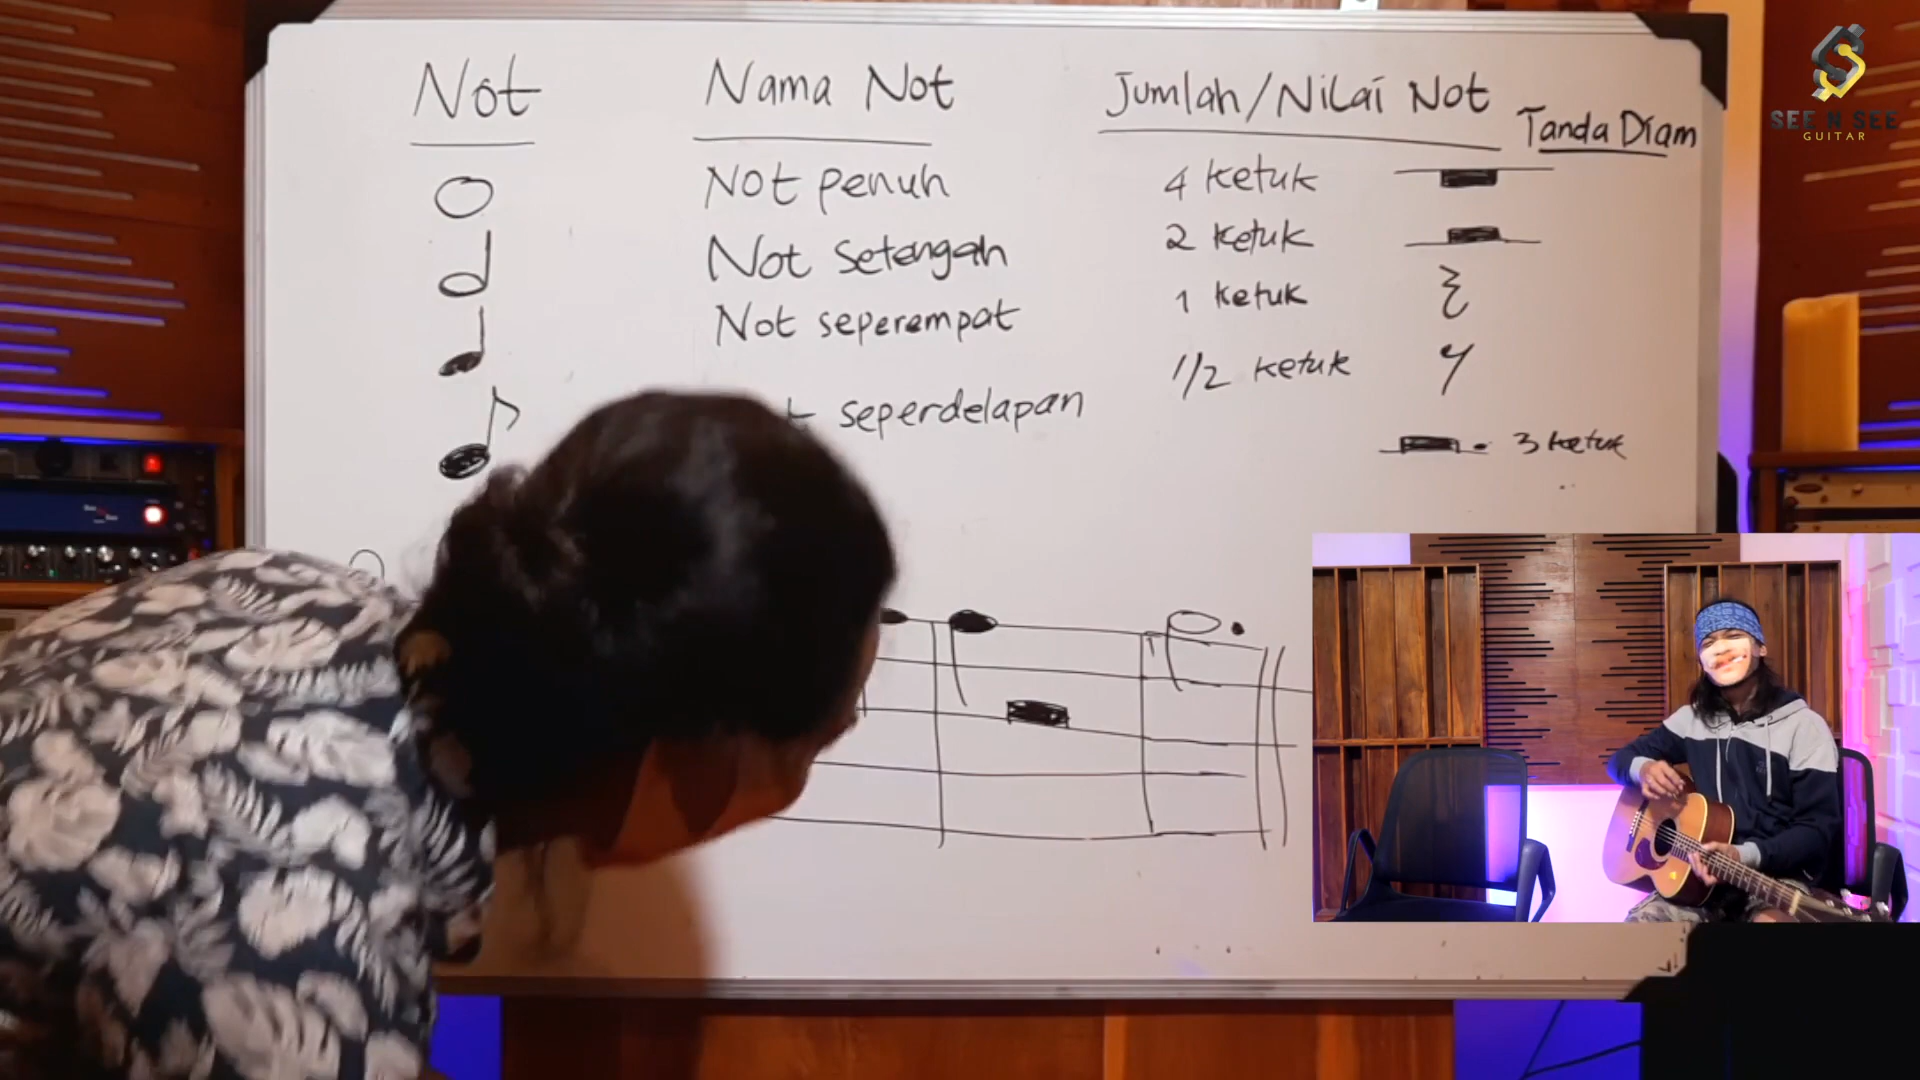 Not Nama Not Jumlah/Nilai Not Tanda Diam
Not penuh 4 ketuk
Not setengah 2 ketuk
Not seperempat 1 ketuk
seperdelapan 1/2 ketuk
3 ketuk
SEE N SEE
GUITAR